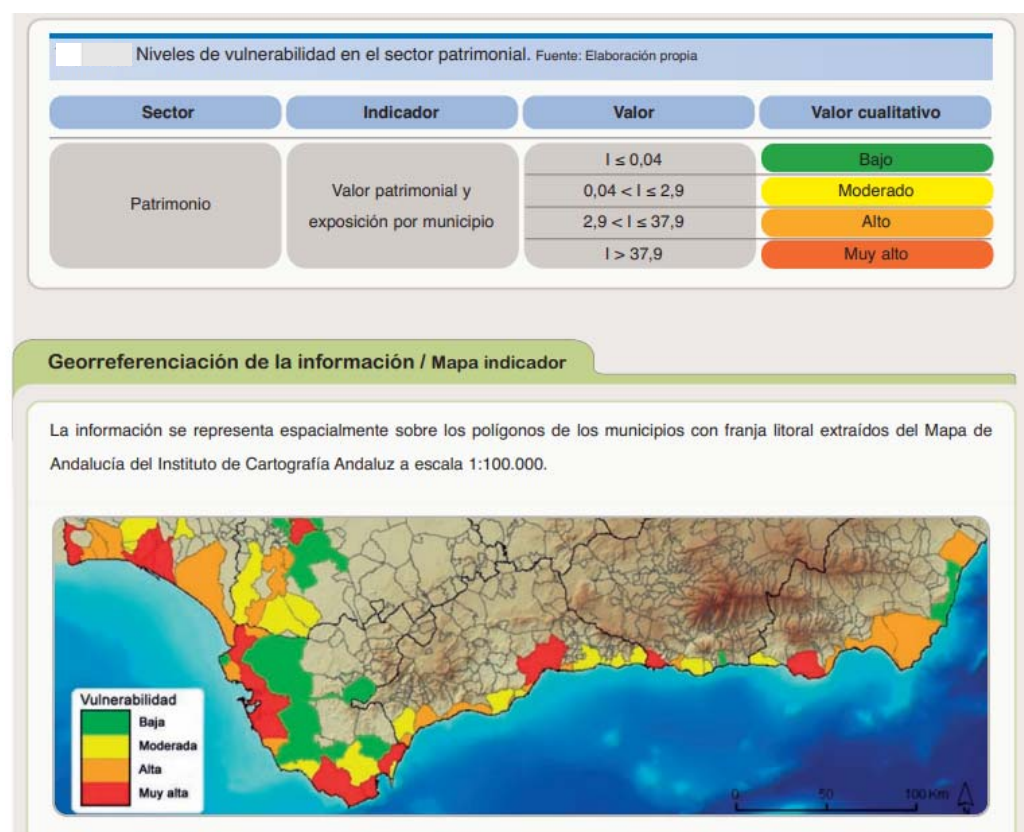 Niveles de vulnerabilidad en el sector patrimonial. Fuente: Elaboración propia
Sector Indicador Valor Valor cualitativo
Patrimonio
Valor patrimonial y
exposición por municipio
I ≤ 0,04 Bajo
0,04 < I ≤ 2,9 Moderado
2,9 < I ≤ 37,9 Alto
I > 37,9 Muy alto
Georreferenciación de la información / Mapa indicador
La información se representa espacialmente sobre los polígonos de los municipios con franja litoral extraídos del Mapa de
Andalucía del Instituto de Cartografía Andaluz a escala 1:100.000.
Vulnerabilidad
Baja
Moderada
Alta
Muy alta
0 50 100 Km
N